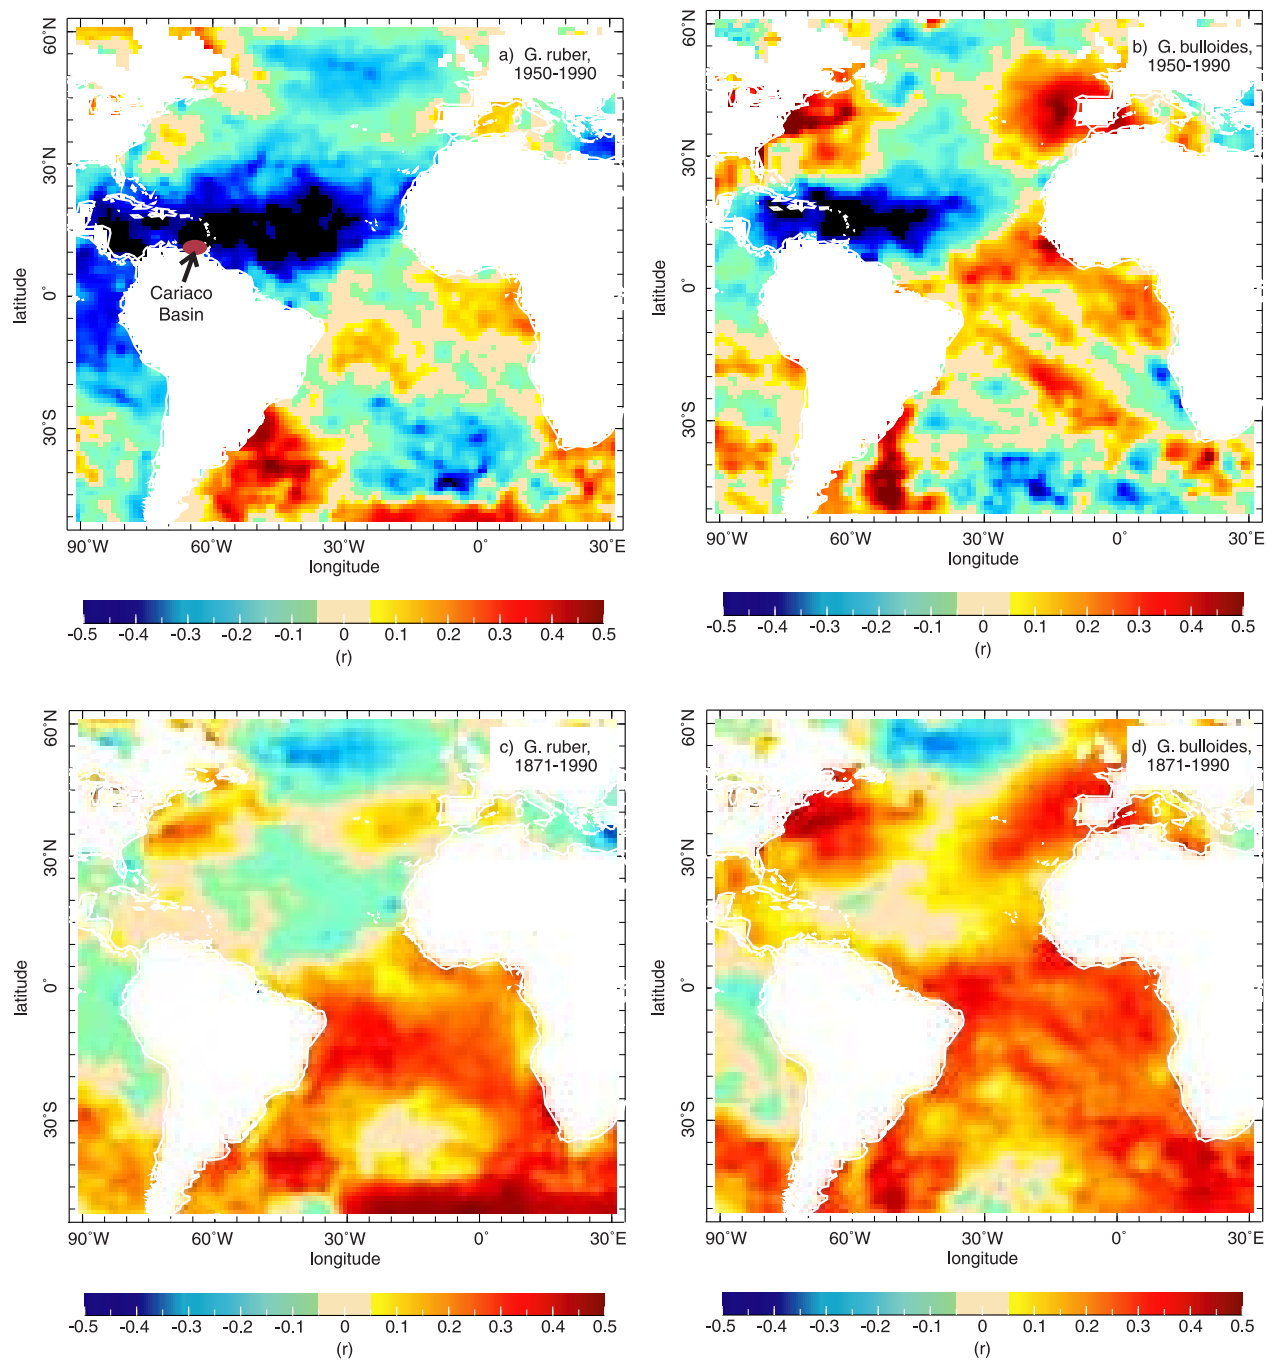 a) G. ruber,
1950-1990
60°N
30°N
0°
30°S
latitude
Cariaco
Basin
90°W
60°W
30°W
0°
30°E
longitude
-0.5
-0.4
-0.3
-0.2
-0.1
0
0.1
0.2
0.3
0.4
0.5
(r)
b) G. bulloides,
1950-1990
60°N
30°N
0°
30°S
latitude
90°W
60°W
30°W
0°
30°E
longitude
-0.5
-0.4
-0.3
-0.2
-0.1
0
0.1
0.2
0.3
0.4
0.5
(r)
c) G. ruber,
1871-1990
60°N
30°N
0°
30°S
latitude
90°W
60°W
30°W
0°
30°E
longitude
-0.5
-0.4
-0.3
-0.2
-0.1
0
0.1
0.2
0.3
0.4
0.5
(r)
d) G. bulloides,
1871-1990
60°N
30°N
0°
30°S
latitude
90°W
60°W
30°W
0°
30°E
longitude
-0.5
-0.4
-0.3
-0.2
-0.1
0
0.1
0.2
0.3
0.4
0.5
(r)